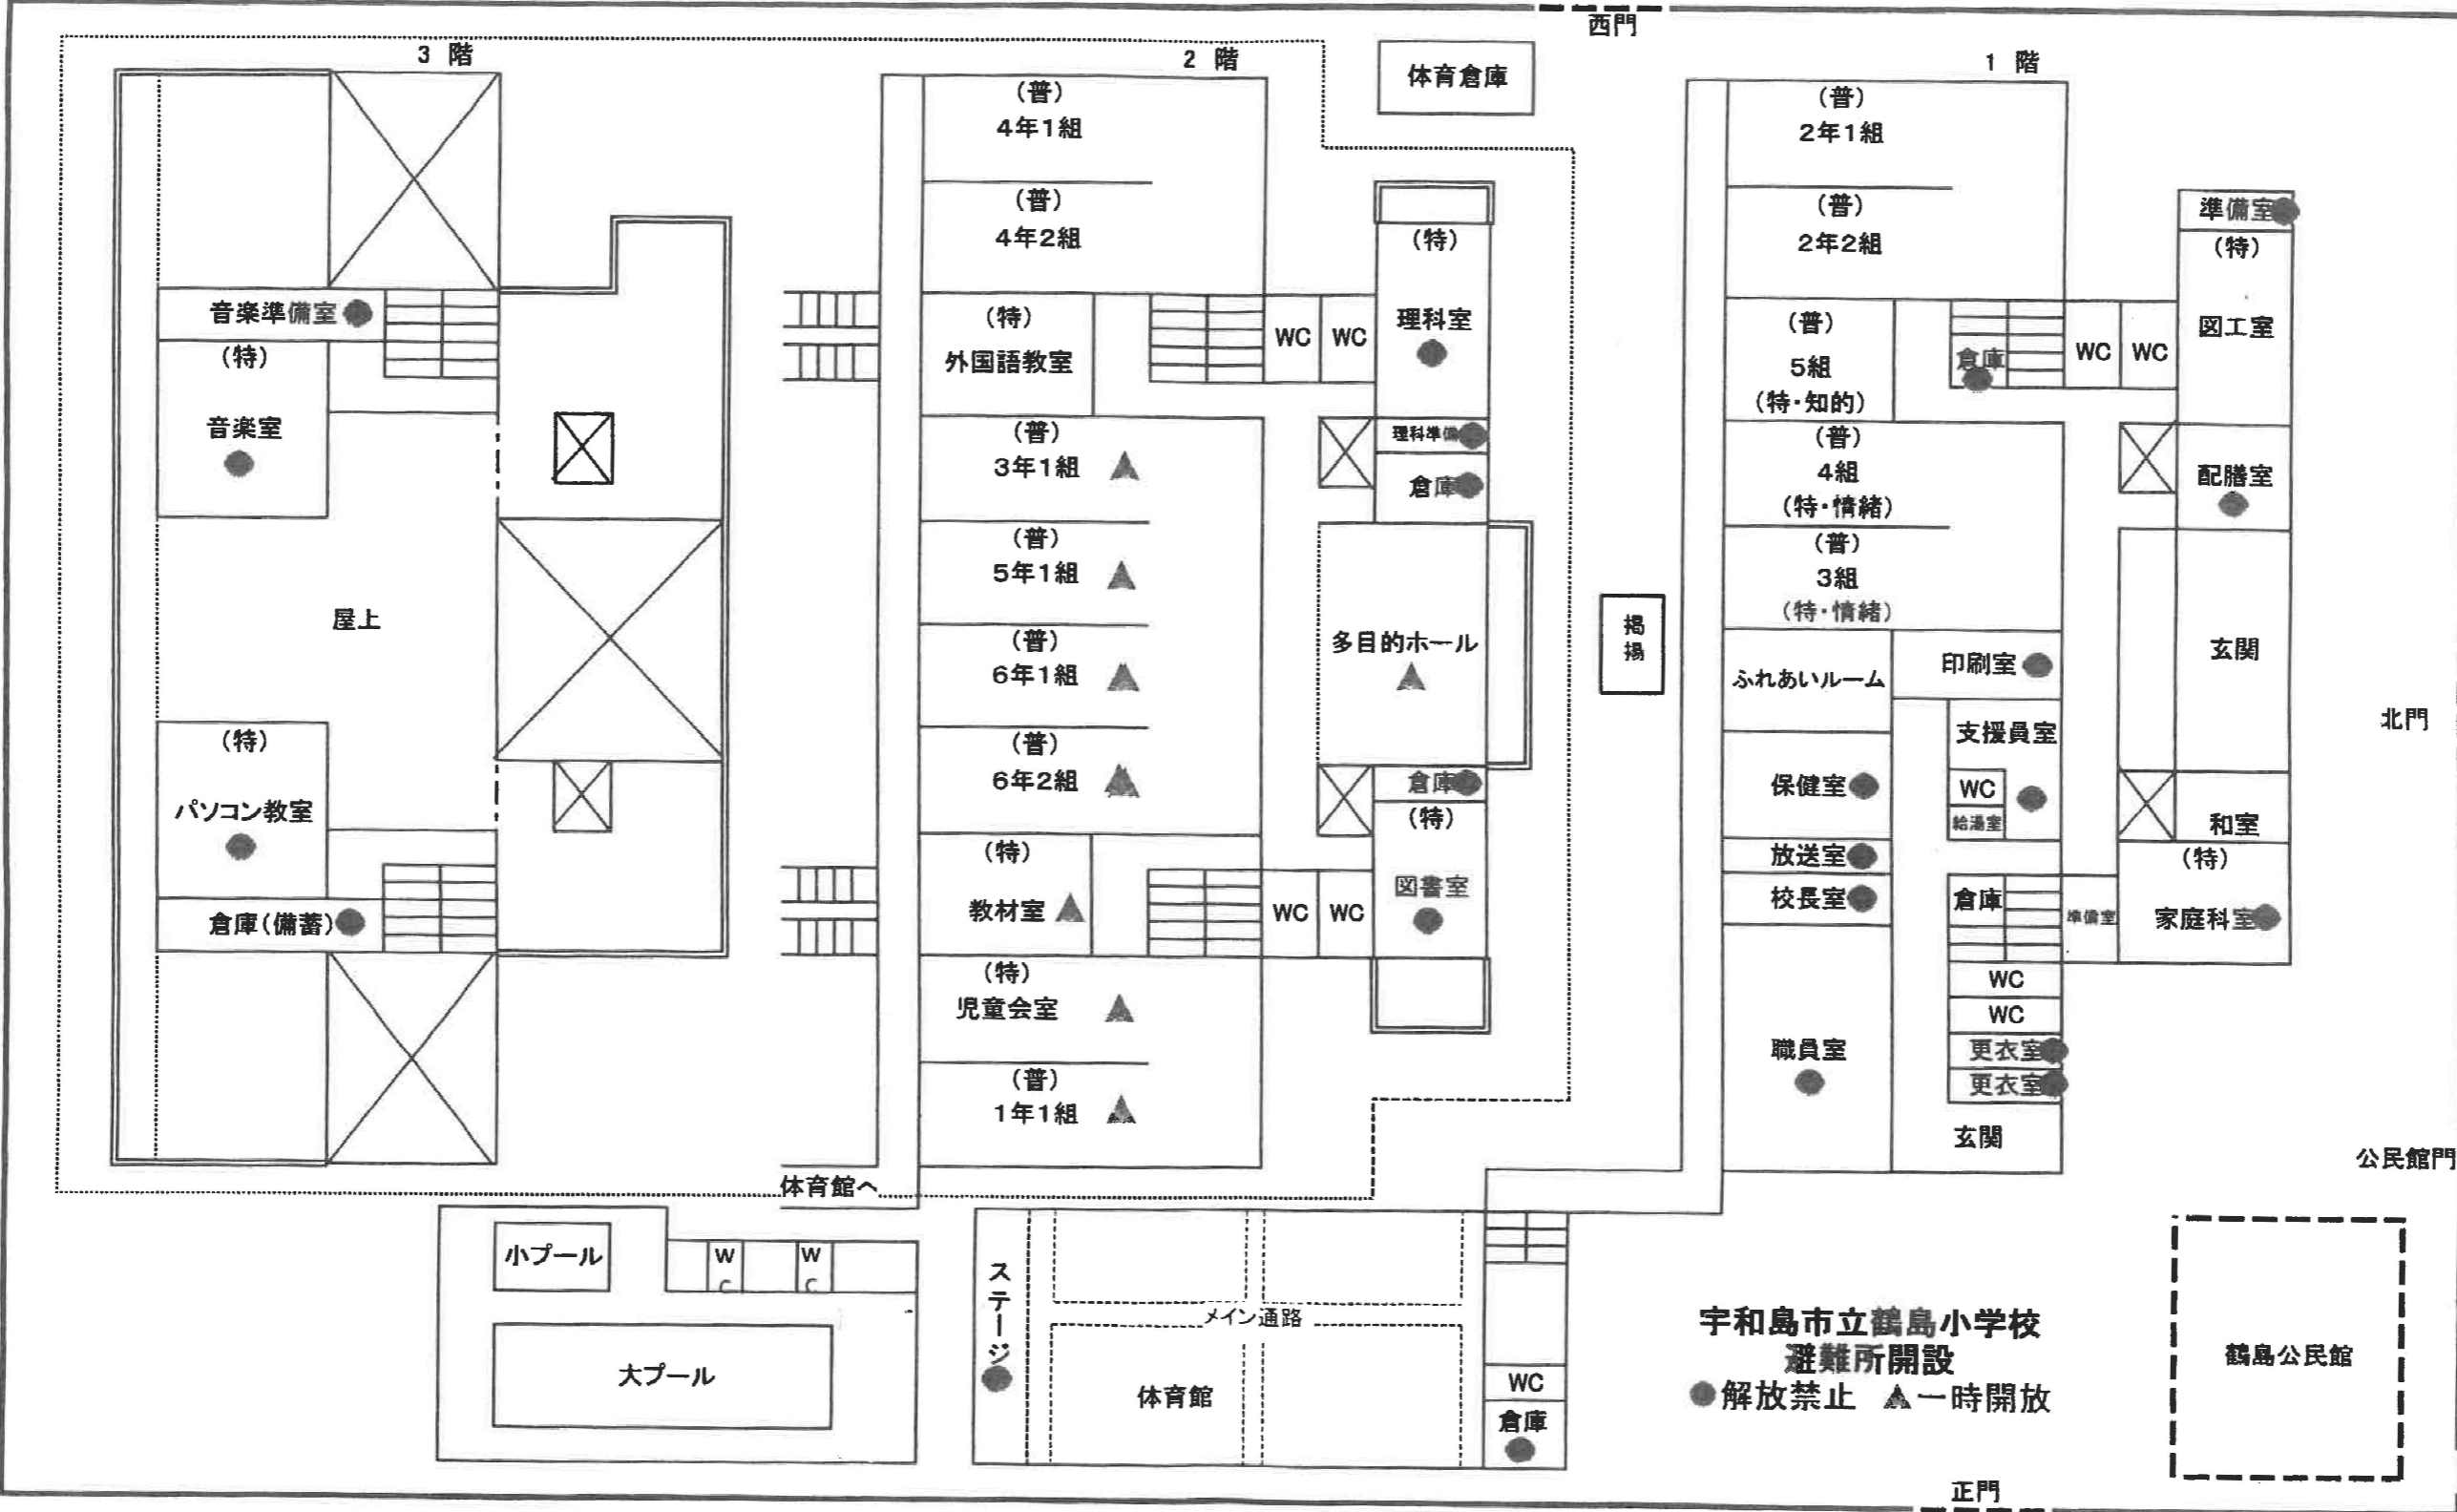 西門
3 階
2 階
1 階
体育倉庫
音楽準備室
(特)
音楽室
屋上
(特)
パソコン教室
倉庫(備蓄)
(普)
4年1組
(普)
4年2組
(特)
外国語教室
WC
WC
(特)
理科室
(普)
3年1組
理科準備
倉庫
(普)
5年1組
(普)
6年1組
多目的ホール
(普)
6年2組
倉庫
(特)
図書室
(特)
教材室
WC
WC
(特)
児童会室
(普)
1年1組
体育館へ
掲揚
(普)
2年1組
(普)
2年2組
準備室
(特)
図工室
(普)
5組
(特・知的)
倉庫
WC
WC
(普)
4組
(特・情緒)
配膳室
(普)
3組
(特・情緒)
ふれあいルーム
印刷室
玄関
支援員室
WC
給湯室
保健室
放送室
校長室
倉庫
準備室
和室
(特)
家庭科室
WC
WC
更衣室
更衣室
職員室
玄関
北門
公民館門
小プール
WC
WC
大プール
ステージ
メイン通路
体育館
WC
倉庫
宇和島市立鶴島小学校
避難所開設
●解放禁止 ▲一時開放
鶴島公民館
正門